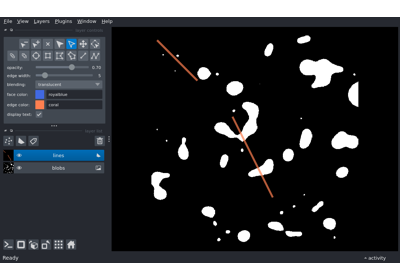 File View Layers Plugins Window Help
opacity: 0.70
edge width: 5
blending: translucent
face color: royalblue
edge color: coral
display text: ✓
lines
blobs
Ready activity